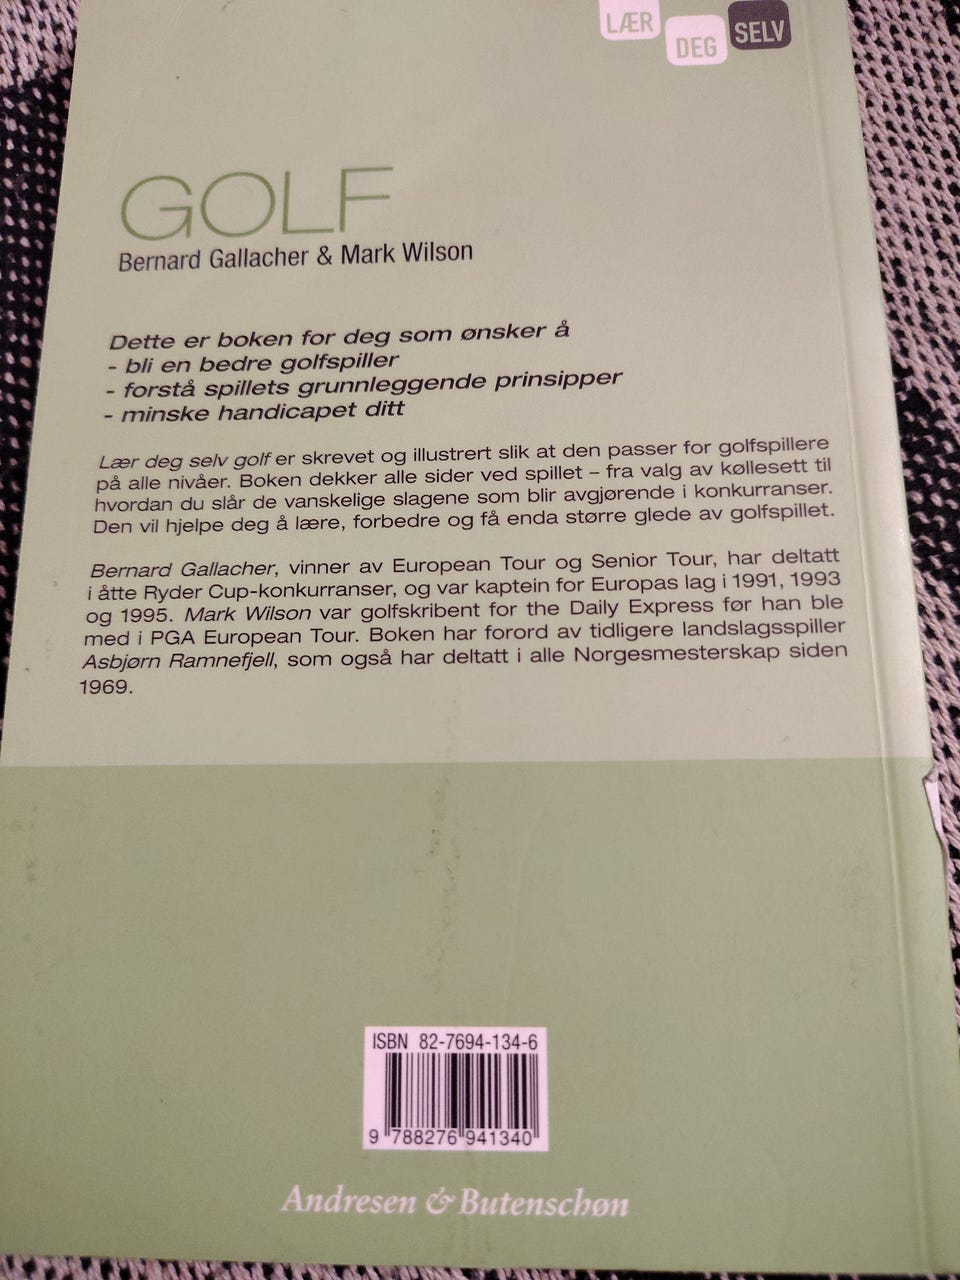 LÆR
DEG
SELV
GOLF
Bernard Gallacher & Mark Wilson
Dette er boken for deg som ønsker å
- bli en bedre golfspiller
- forstå spillets grunnleggende prinsipper
- minske handicapet ditt
Lær deg selv golf er skrevet og illustrert slik at den passer for golfspillere
på alle nivåer. Boken dekker alle sider ved spillet – fra valg av køllesett til
hvordan du slår de vanskelige slagene som blir avgjørende i konkurranser.
Den vil hjelpe deg å lære, forbedre og få enda større glede av golfspillet.
Bernard Gallacher, vinner av European Tour og Senior Tour, har deltatt
i åtte Ryder Cup-konkurranser, og var kaptein for Europas lag i 1991, 1993
og 1995. Mark Wilson var golfskribent for the Daily Express før han ble
med i PGA European Tour. Boken har forord av tidligere landslagsspiller
Asbjørn Ramnefjell, som også har deltatt i alle Norgesmesterskap siden
1969.
ISBN 82-7694-134-6
9 788276 941340
Andresen & Butenschøn